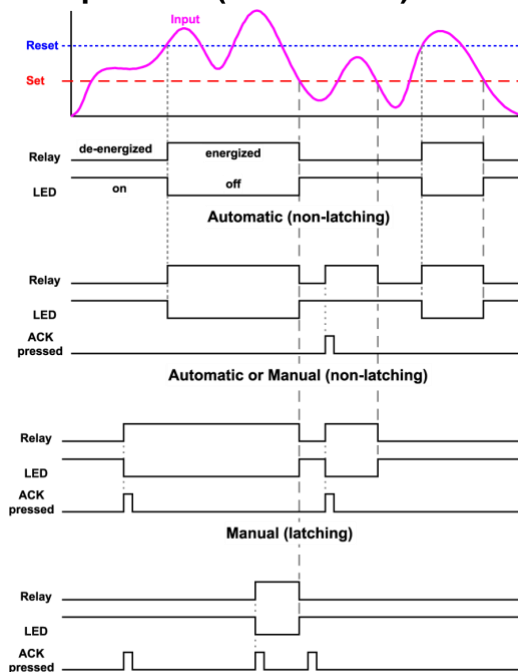 Input
Reset
Set
de-energized energized
Relay
LED
on off
Automatic (non-latching)
Relay
LED
ACK
pressed
Automatic or Manual (non-latching)
Relay
LED
ACK
pressed
Manual (latching)
Relay
LED
ACK
pressed